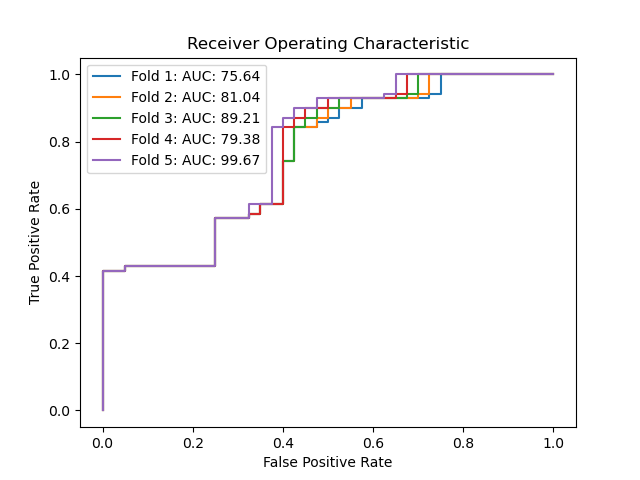 Receiver Operating Characteristic
Fold 1: AUC: 75.64
Fold 2: AUC: 81.04
Fold 3: AUC: 89.21
Fold 4: AUC: 79.38
Fold 5: AUC: 99.67
True Positive Rate
1.0
0.8
0.6
0.4
0.2
0.0
0.0 0.2 0.4 0.6 0.8 1.0
False Positive Rate